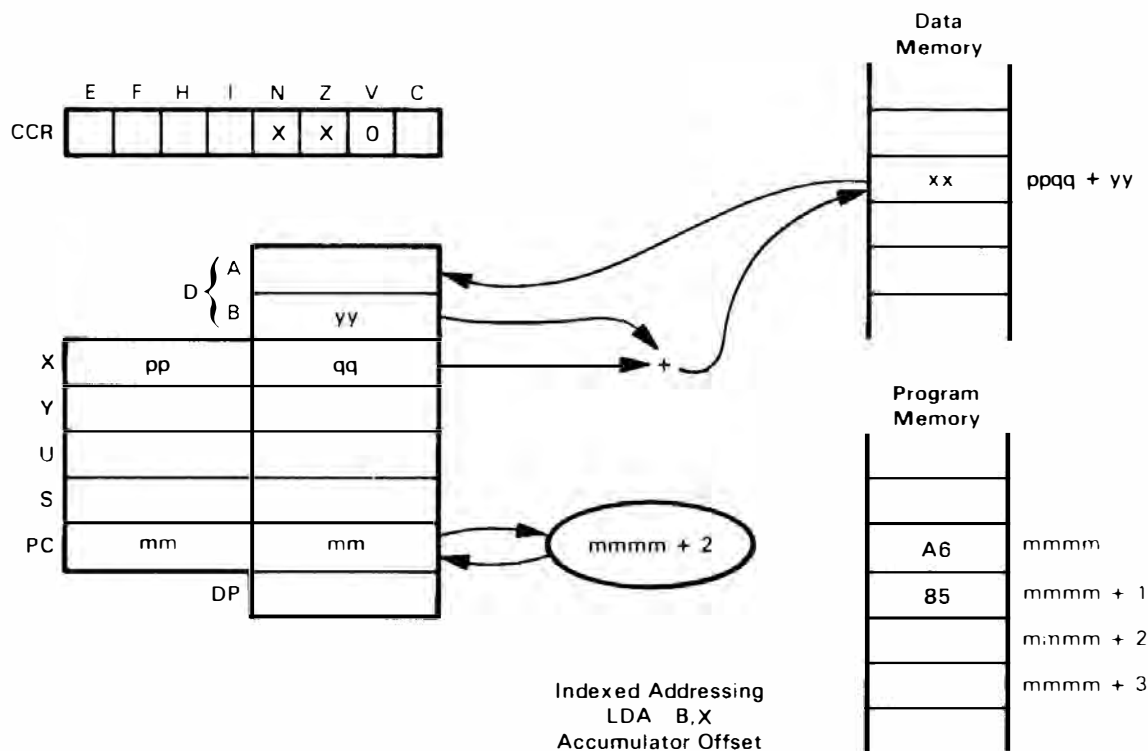 Data
Memory
E F H I N Z V C
CCR X X 0
xx ppqq + yy
D { A
B yy
X pp qq +
Y
U
S
PC mm mm mmmm + 2
DP
Program
Memory
A6 mmmm
85 mmmm + 1
mmmm + 2
mmmm + 3
Indexed Addressing
LDA B,X
Accumulator Offset